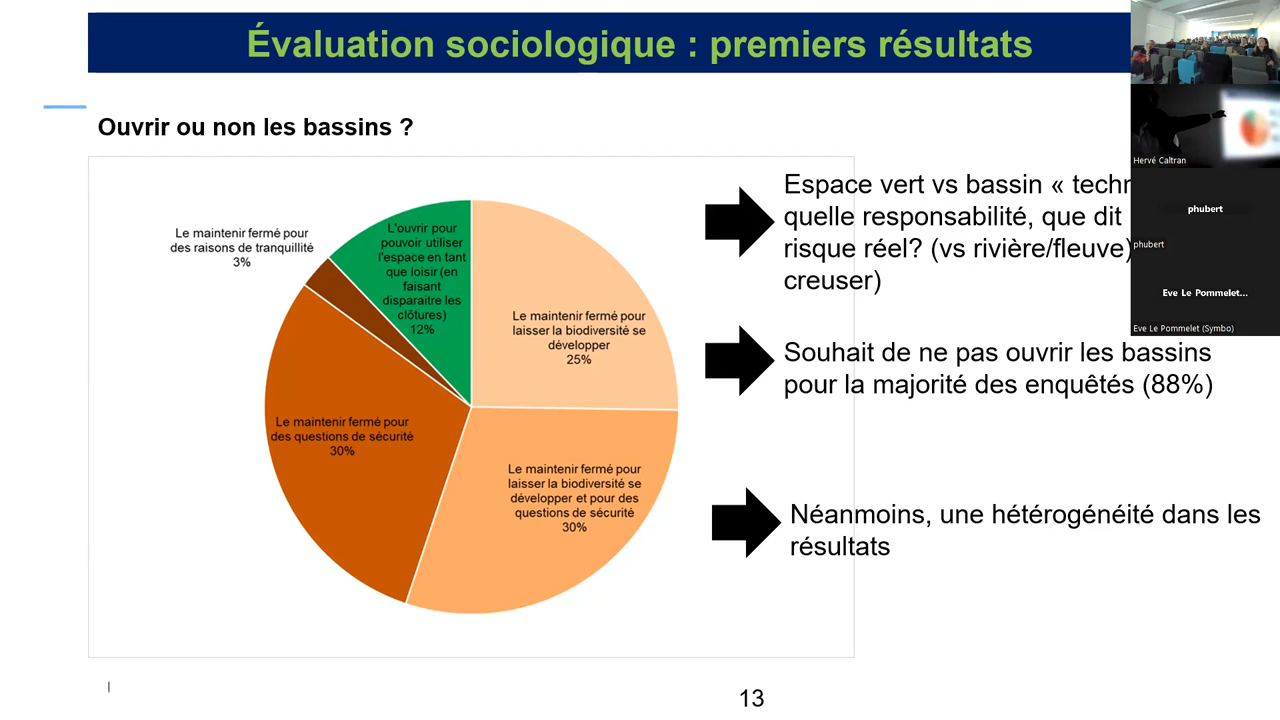 Évaluation sociologique : premiers résultats
Ouvrir ou non les bassins ?
Le maintenir fermé pour
des raisons de tranquillité
3%
L'ouvrir pour
pouvoir utiliser
l'espace en tant
que loisir (en
faisant
disparaitre les
clôtures)
12%
Le maintenir fermé pour
laisser la biodiversité se
développer
25%
Le maintenir fermé pour
des questions de sécurité
30%
Le maintenir fermé pour
laisser la biodiversité se
développer et pour des
questions de sécurité
30%
Espace vert vs bassin « techn
quelle responsabilité, que dit
risque réel? (vs rivière/fleuve)
creuser)
Souhait de ne pas ouvrir les bassins
pour la majorité des enquêtés (88%)
Néanmoins, une hétérogénéité dans les
résultats
13
Hervé Caltran
phubert
phubert
Eve Le Pommelet...
Eve Le Pommelet (Symbo)